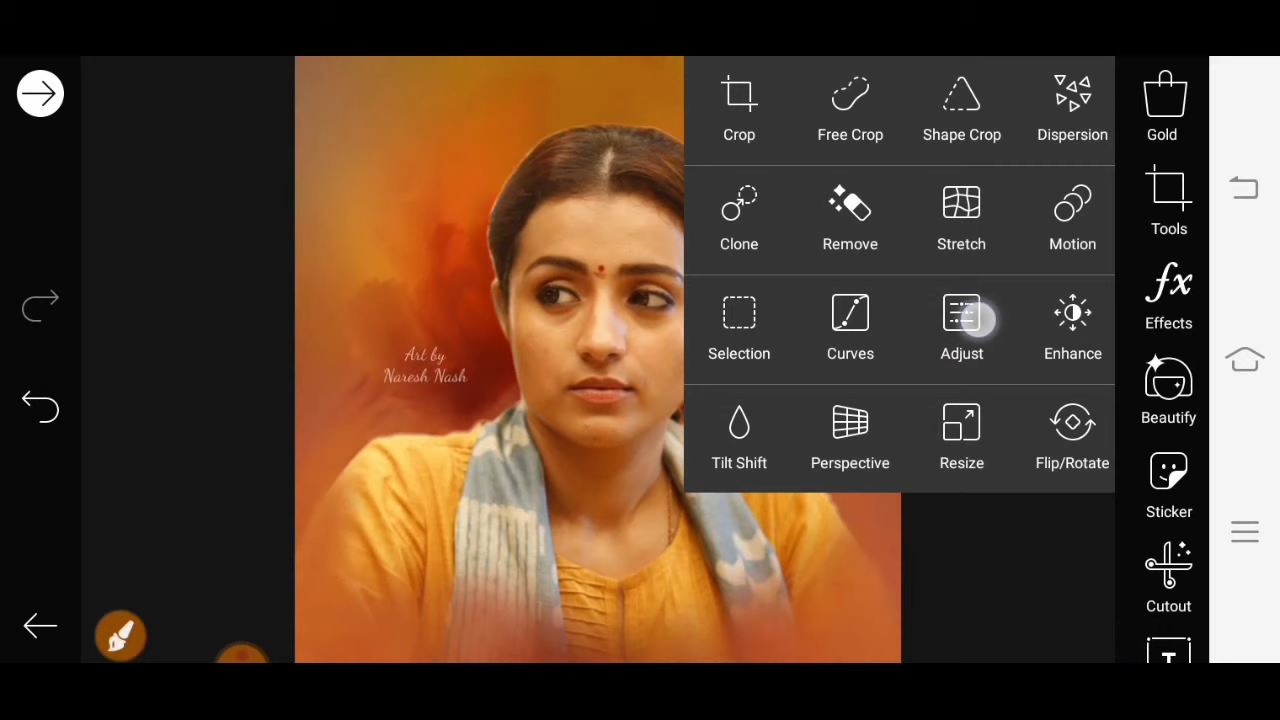 Crop
Free Crop
Shape Crop
Dispersion
Gold
Clone
Remove
Stretch
Motion
Tools
Selection
Curves
Adjust
Enhance
fx
Effects
Art by
Naresh Nash
Tilt Shift
Perspective
Resize
Flip/Rotate
Beautify
Sticker
Cutout
T